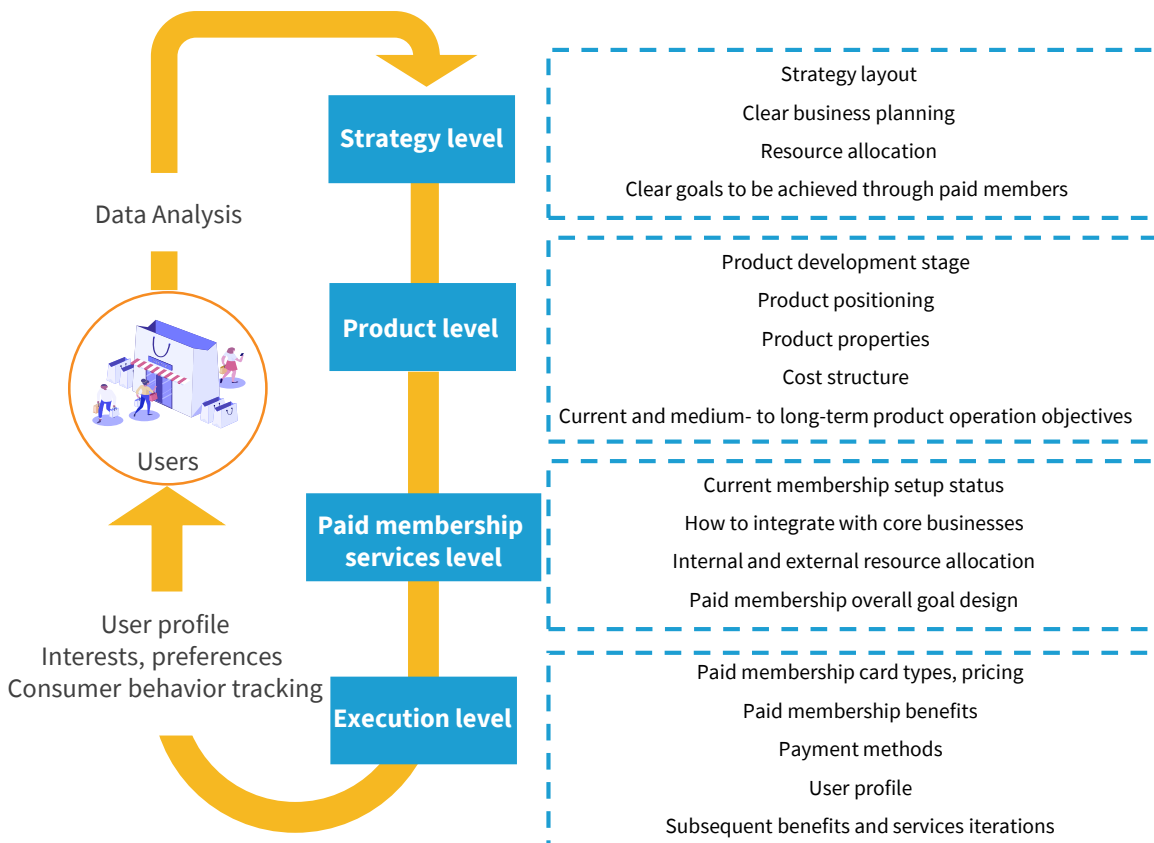 Strategy level
Strategy layout
Clear business planning
Resource allocation
Clear goals to be achieved through paid members
Data Analysis
Product level
Product development stage
Product positioning
Product properties
Cost structure
Current and medium- to long-term product operation objectives
Users
Paid membership
services level
Current membership setup status
How to integrate with core businesses
Internal and external resource allocation
Paid membership overall goal design
User profile
Interests, preferences
Consumer behavior tracking
Execution level
Paid membership card types, pricing
Paid membership benefits
Payment methods
User profile
Subsequent benefits and services iterations